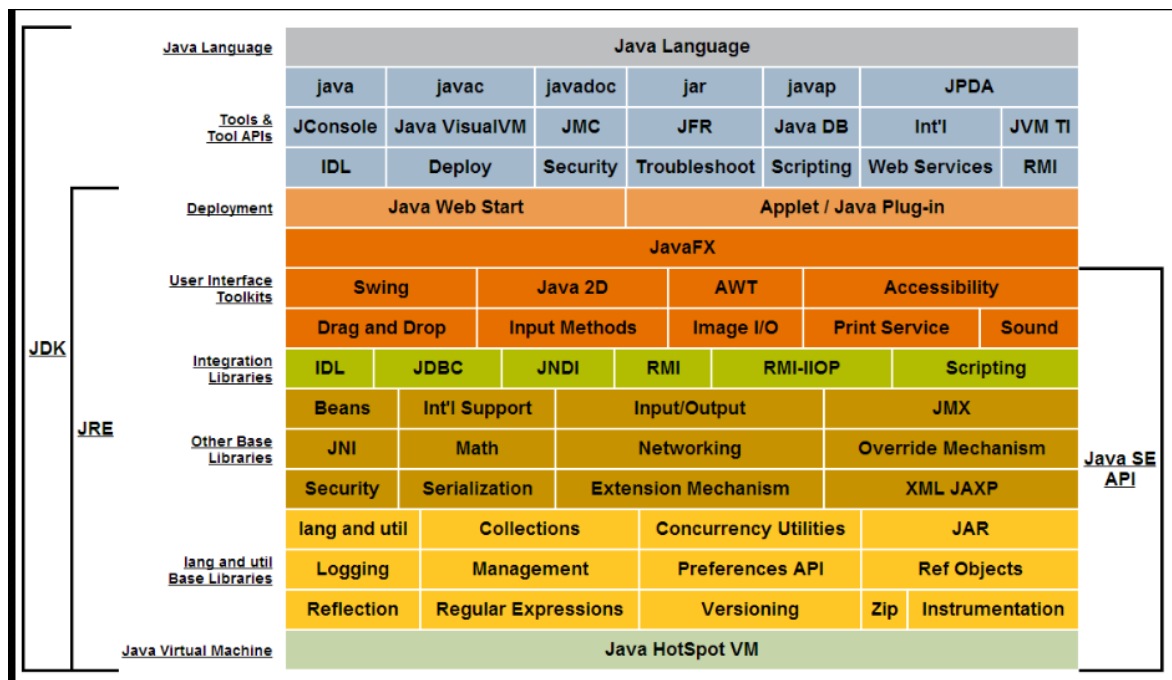 Java Language Java Language
java javac javadoc jar javap JPDA
Tools &
Tool APIs
JConsole Java VisualVM JMC JFR Java DB Int'l JVM TI
IDL Deploy Security Troubleshoot Scripting Web Services RMI
Deployment Java Web Start Applet / Java Plug-in
JavaFX
User Interface
Toolkits
Swing Java 2D AWT Accessibility
Drag and Drop Input Methods Image I/O Print Service Sound
JDK
Integration
Libraries
IDL JDBC JNDI RMI RMI-IIOP Scripting
Beans Int'l Support Input/Output JMX
JRE
Other Base
Libraries
JNI Math Networking Override Mechanism
Java SE
API
Security Serialization Extension Mechanism XML JAXP
lang and util Collections Concurrency Utilities JAR
lang and util
Base Libraries
Logging Management Preferences API Ref Objects
Reflection Regular Expressions Versioning Zip Instrumentation
Java Virtual Machine Java HotSpot VM